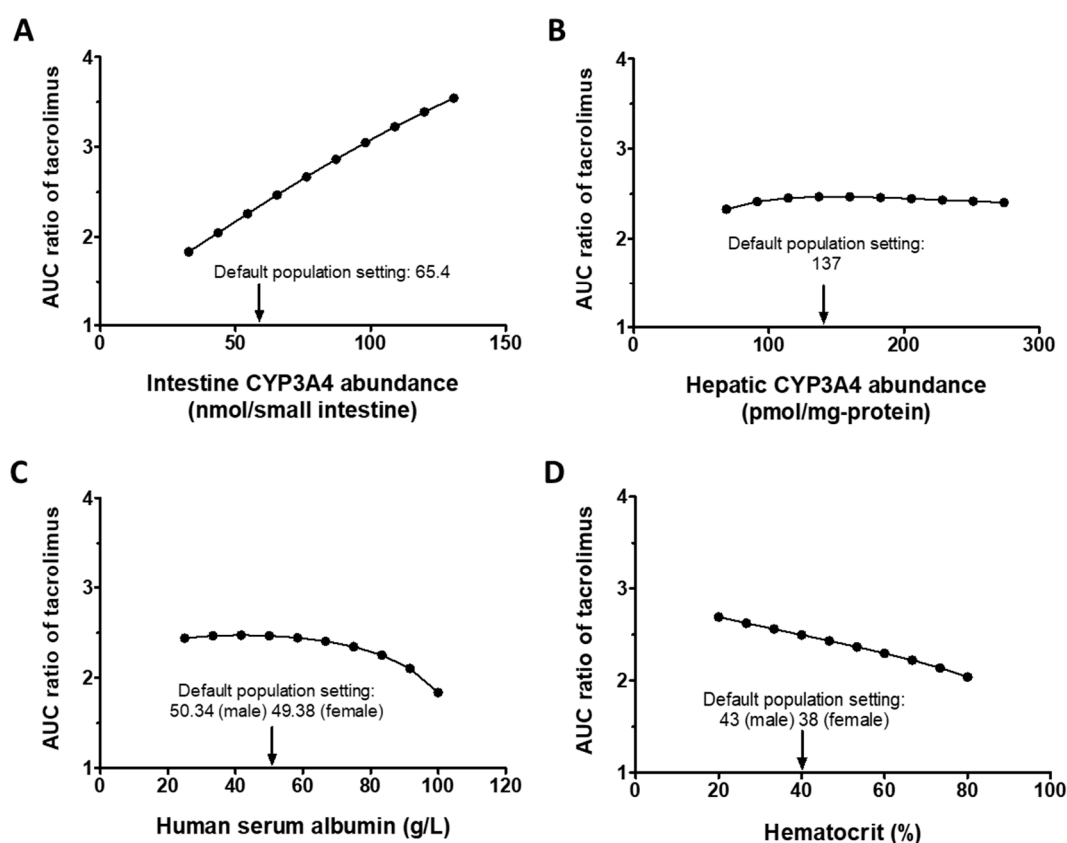 A
AUC ratio of tacrolimus
4
3
2
1
Default population setting: 65.4
0
50
100
150
Intestine CYP3A4 abundance
(nmol/small intestine)
B
AUC ratio of tacrolimus
4
3
2
1
Default population setting:
137
0
100
200
300
Hepatic CYP3A4 abundance
(pmol/mg-protein)
C
AUC ratio of tacrolimus
4
3
2
1
Default population setting:
50.34 (male) 49.38 (female)
0
20
40
60
80
100
120
Human serum albumin (g/L)
D
AUC ratio of tacrolimus
4
3
2
1
Default population setting:
43 (male) 38 (female)
0
20
40
60
80
100
Hematocrit (%)